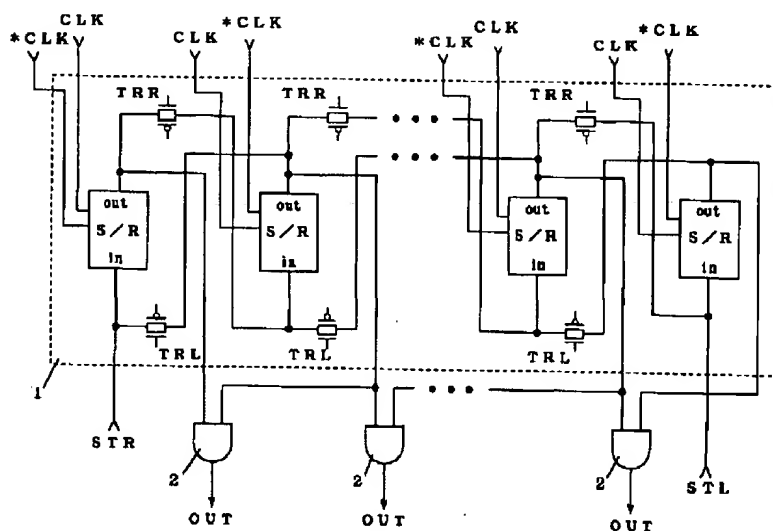 *CLK
CLK
CLK
*CLK
*CLK
CLK
CLK
*CLK
TRR
TRR
TRR
out
S/R
in
out
S/R
in
out
S/R
in
out
S/R
in
TRL
TRL
TRL
1
STR
2
2
2
STL
OUT
OUT
OUT